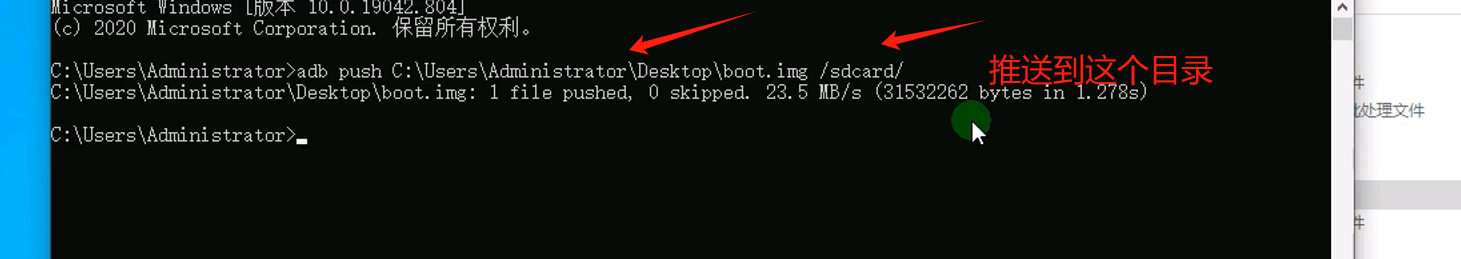 Microsoft Windows [版本 10.0.19042.804]
(c) 2020 Microsoft Corporation. 保留所有权利。
C:\Users\Administrator>adb push C:\Users\Administrator\Desktop\boot.img /sdcard/
推送到这个目录
C:\Users\Administrator\Desktop\boot.img: 1 file pushed, 0 skipped. 23.5 MB/s (31532262 bytes in 1.278s)
件
处理文件
C:\Users\Administrator>
件